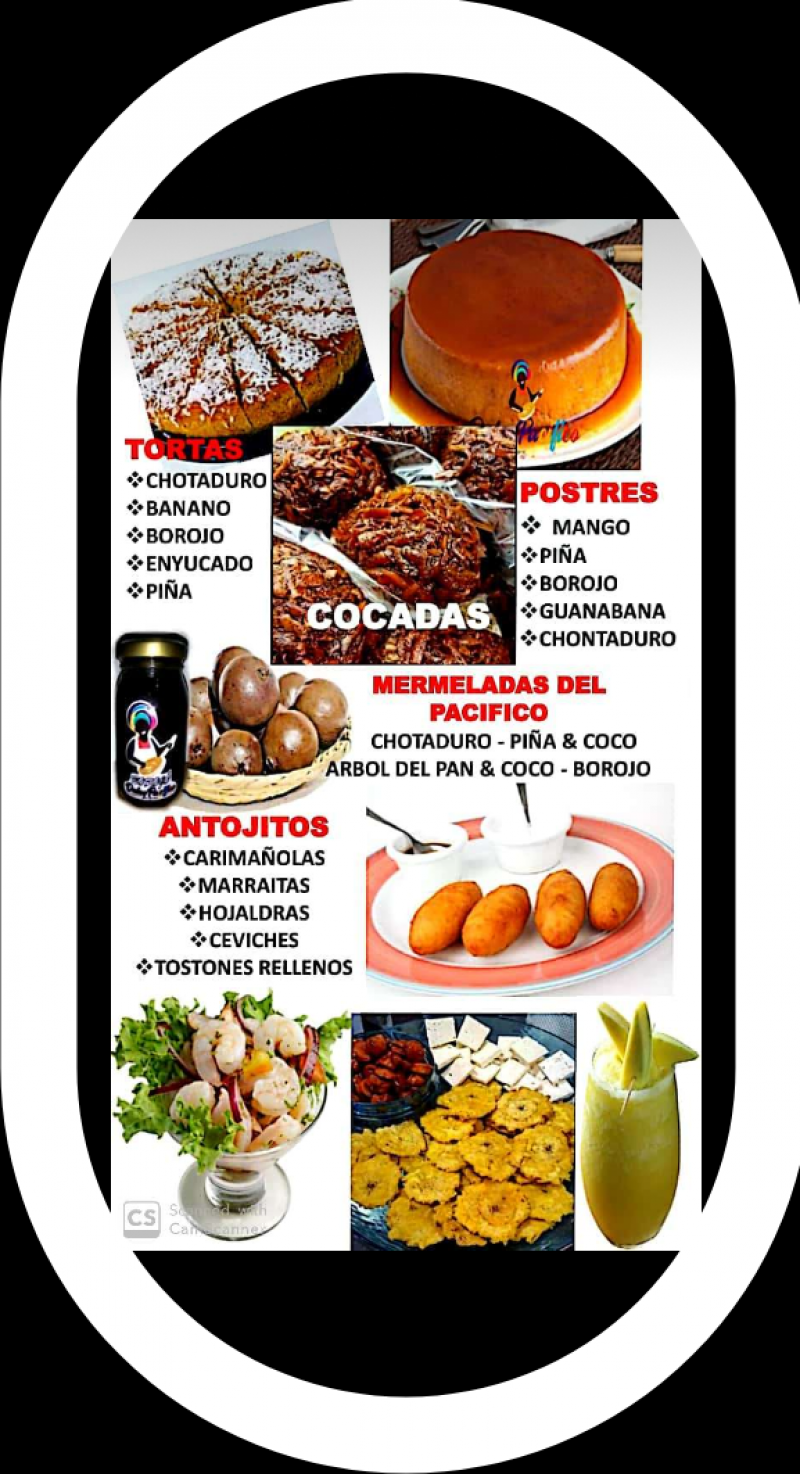 TORTAS
❖CHOTADURO
❖BANANO
❖BOROJO
❖ENYUCADO
❖PIÑA
COCADAS
POSTRES
❖ MANGO
❖PIÑA
❖BOROJO
❖GUANABANA
❖CHONTADURO
MERMELADAS DEL
PACIFICO
CHOTADURO - PIÑA & COCO
ARBOL DEL PAN & COCO - BOROJO
ANTOJITOS
❖CARIMAÑOLAS
❖MARRAITAS
❖HOJALDRAS
❖CEVICHES
❖TOSTONES RELLENOS
CS
Scanned with
CamScanner